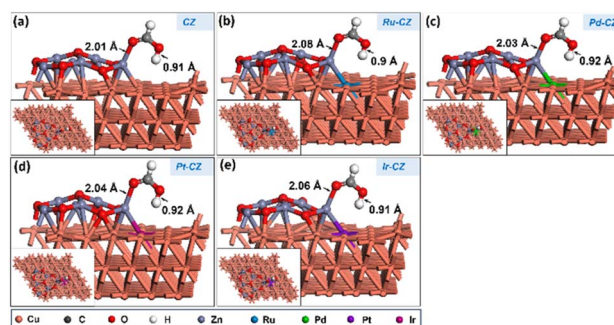 (a) CZ
2.01 Å
0.91 Å
(b) Ru-CZ
2.08 Å
0.9 Å
(c) Pd-CZ
2.03 Å
0.92 Å
(d) Pt-CZ
2.04 Å
0.92 Å
(e) Ir-CZ
2.06 Å
0.91 Å
Cu C O H Zn Ru Pd Pt Ir